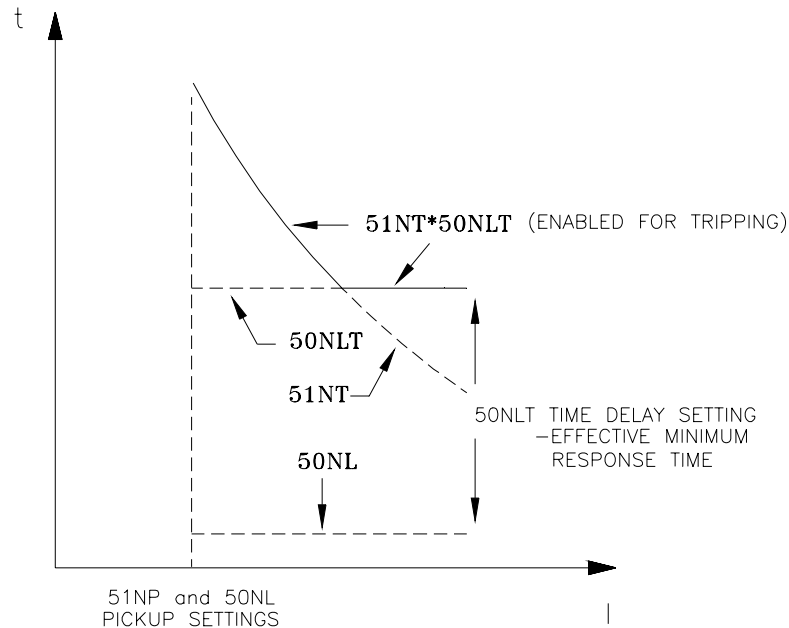 t
51NT*50NLT (ENABLED FOR TRIPPING)
50NLT
51NT
50NLT TIME DELAY SETTING
–EFFECTIVE MINIMUM
RESPONSE TIME
50NL
51NP and 50NL
PICKUP SETTINGS
I